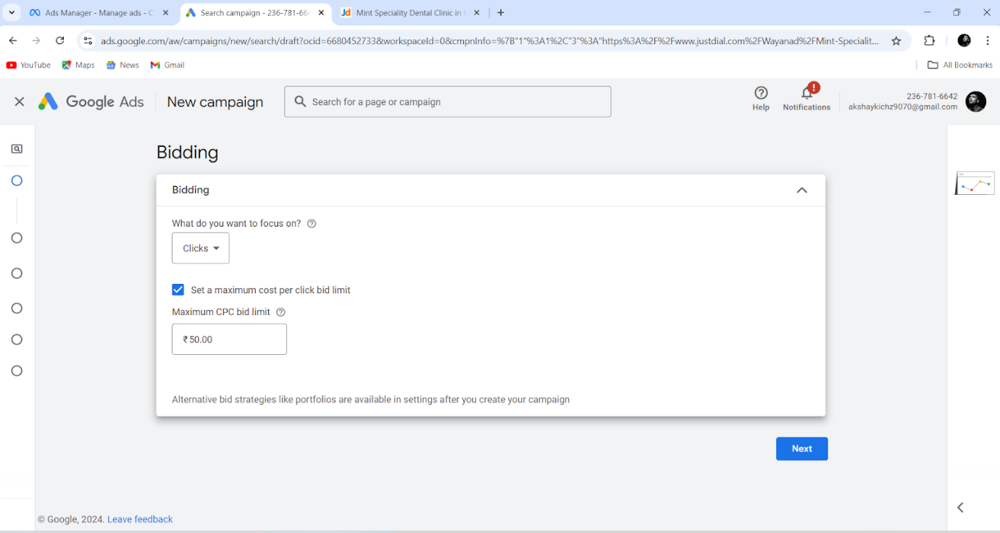 Ads Manager - Manage ads - C
Search campaign - 236-781-664
Jd Mint Speciality Dental Clinic in
ads.google.com/aw/campaigns/new/search/draft?ocid=6680452733&workspaceId=0&cmpnInfo=%7B"1"%3A1%2C"3"%3A"https%3A%2F%2Fwww.justdial.com%2FWayanad%2FMint-Specialit...
YouTube
Maps
News
Gmail
All Bookmarks
Google Ads
New campaign
Search for a page or campaign
Help
!
Notifications
236-781-6642
akshaykichz9070@gmail.com
Bidding
Bidding
What do you want to focus on?
Clicks
Set a maximum cost per click bid limit
Maximum CPC bid limit
₹50.00
Alternative bid strategies like portfolios are available in settings after you create your campaign
Next
© Google, 2024. Leave feedback